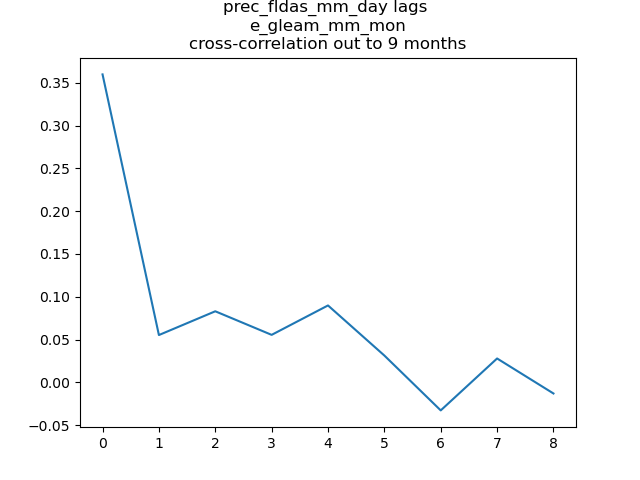 prec_fldas_mm_day lags
e_gleam_mm_mon
cross-correlation out to 9 months
0.35
0.30
0.25
0.20
0.15
0.10
0.05
0.00
−0.05
0 1 2 3 4 5 6 7 8